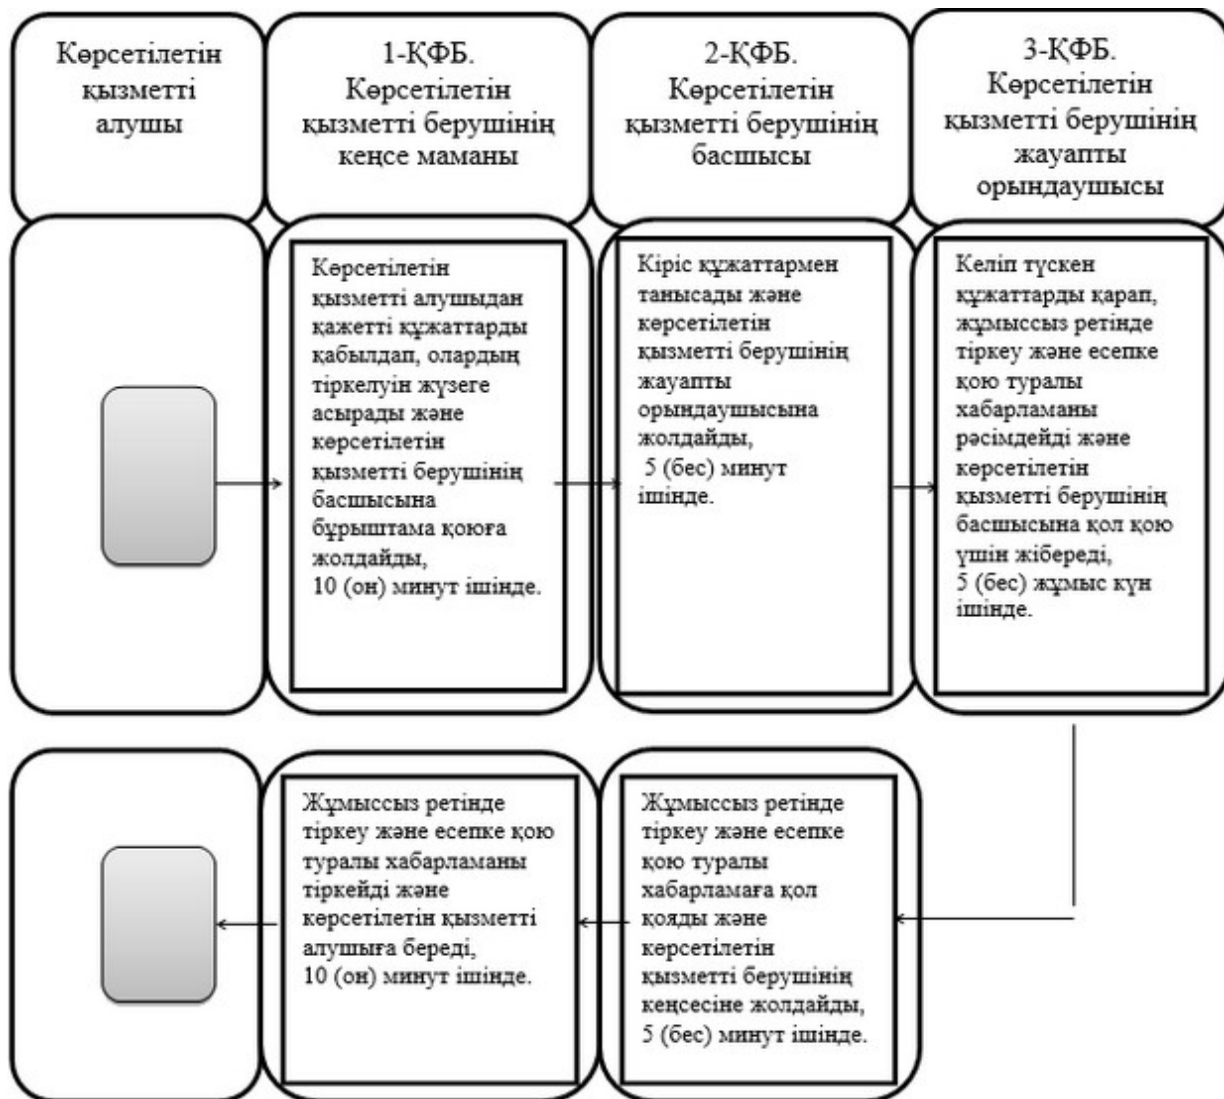 Көрсетілетін
қызметті
алушы
1-ҚФБ.
Көрсетілетін
қызметті берушінің
кеңсе маманы
2-ҚФБ.
Көрсетілетін
қызметті берушінің
басшысы
3-ҚФБ.
Көрсетілетін
қызметті берушінің
жауапты
орындаушысы
Көрсетілетін
қызметті алушыдан
қажетті құжаттарды
қабылдап, олардың
тіркелуін жүзеге
асырады және
көрсетілетін
қызметті берушінің
басшысына
бұрыштама қоюға
жолдайды,
10 (он) минут ішінде.
Кіріс құжаттармен
танысады және
көрсетілетін
қызметті берушінің
жауапты
орындаушысына
жолдайды,
5 (бес) минут
ішінде.
Келіп түскен
құжаттарды қарап,
жұмыссыз ретінде
тіркеу және есепке
қою туралы
хабарламаны
рәсімдейді және
көрсетілетін
қызметті берушінің
басшысына қол қою
үшін жібереді,
5 (бес) жұмыс күн
ішінде.
Жұмыссыз ретінде
тіркеу және есепке қою
туралы хабарламаны
тіркейді және
көрсетілетін қызметті
алушыға береді,
10 (он) минут ішінде.
Жұмыссыз ретінде
тіркеу және есепке
қою туралы
хабарламаға қол
қояды және
көрсетілетін
қызметті берушінің
кеңсесіне жолдайды,
5 (бес) минут ішінде.